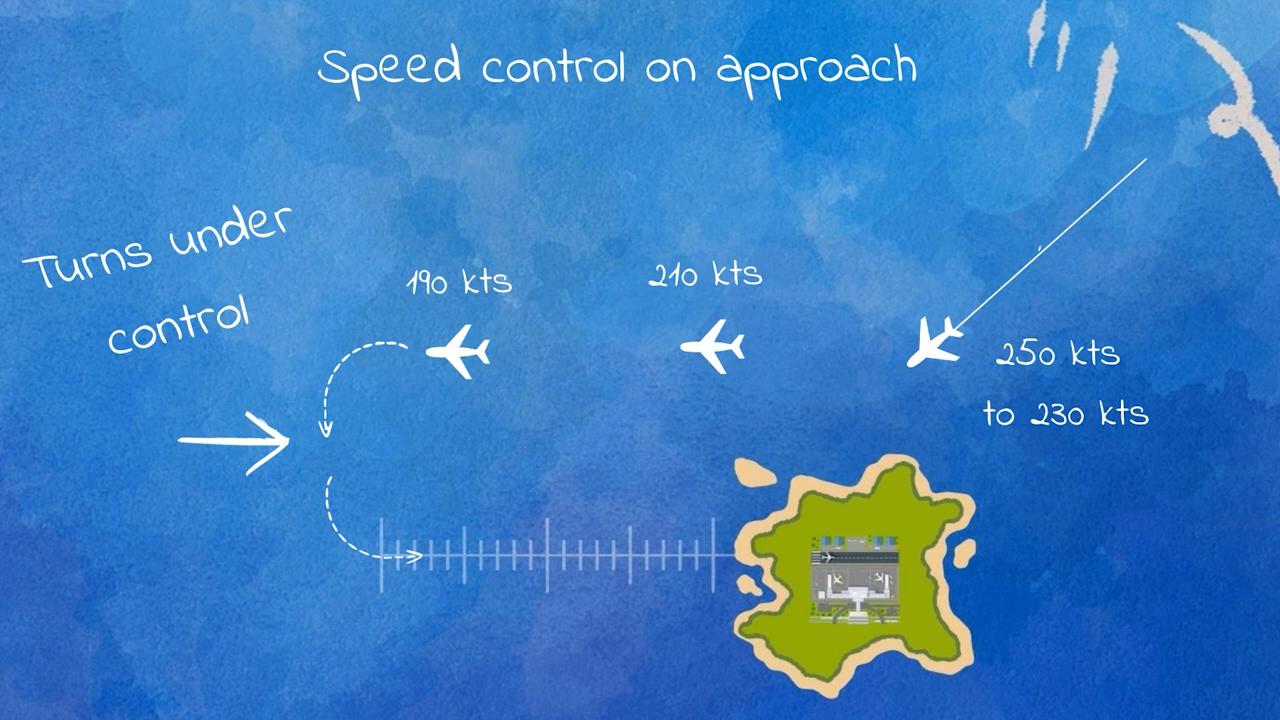 Speed control on approach
Turns under
control
190 kts
210 kts
250 kts
to 230 kts